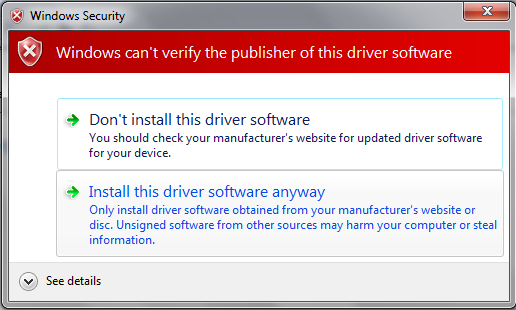 Windows Security
Windows can't verify the publisher of this driver software
Don't install this driver software
You should check your manufacturer's website for updated driver software
for your device.
Install this driver software anyway
Only install driver software obtained from your manufacturer's website or
disc. Unsigned software from other sources may harm your computer or steal
information.
See details